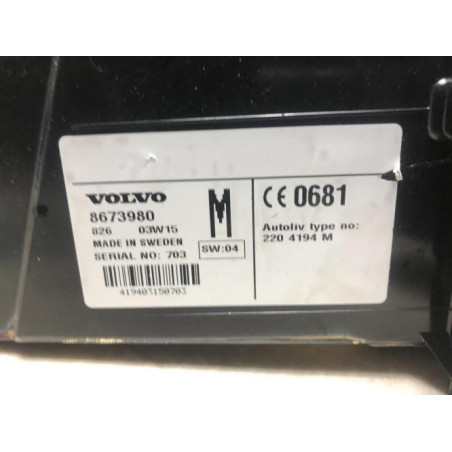 VOLVO
8673980
826 03W15
MADE IN SWEDEN
SERIAL NO: 703
M
SW:04
419403150703
CE 0681
Autoliv type no:
220 4194 M